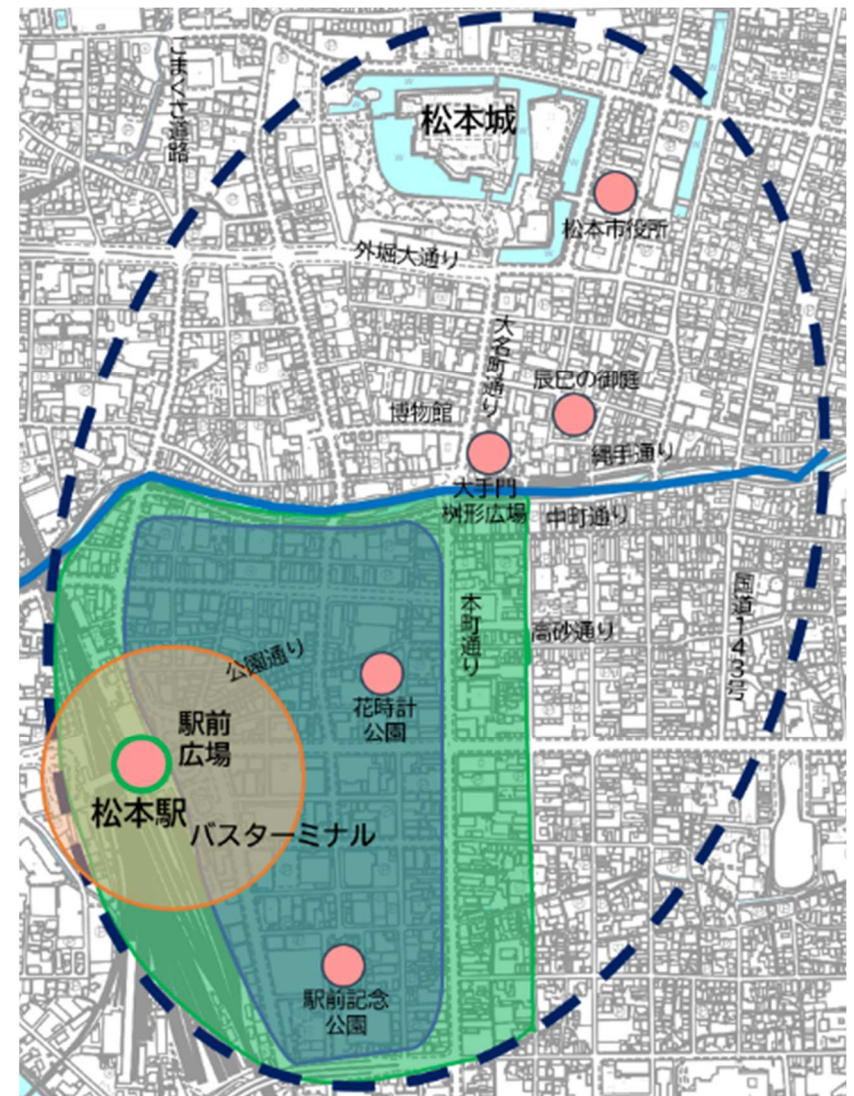 こまくさ道路
松本城
松本市役所
外堀大通り
大名町通り
辰巳の御庭
博物館
縄手通り
大手門
桝形広場
中町通り
国道143号
本町通り
高砂通り
公園通り
花時計
公園
駅前
広場
松本駅
バスターミナル
駅前記念
公園